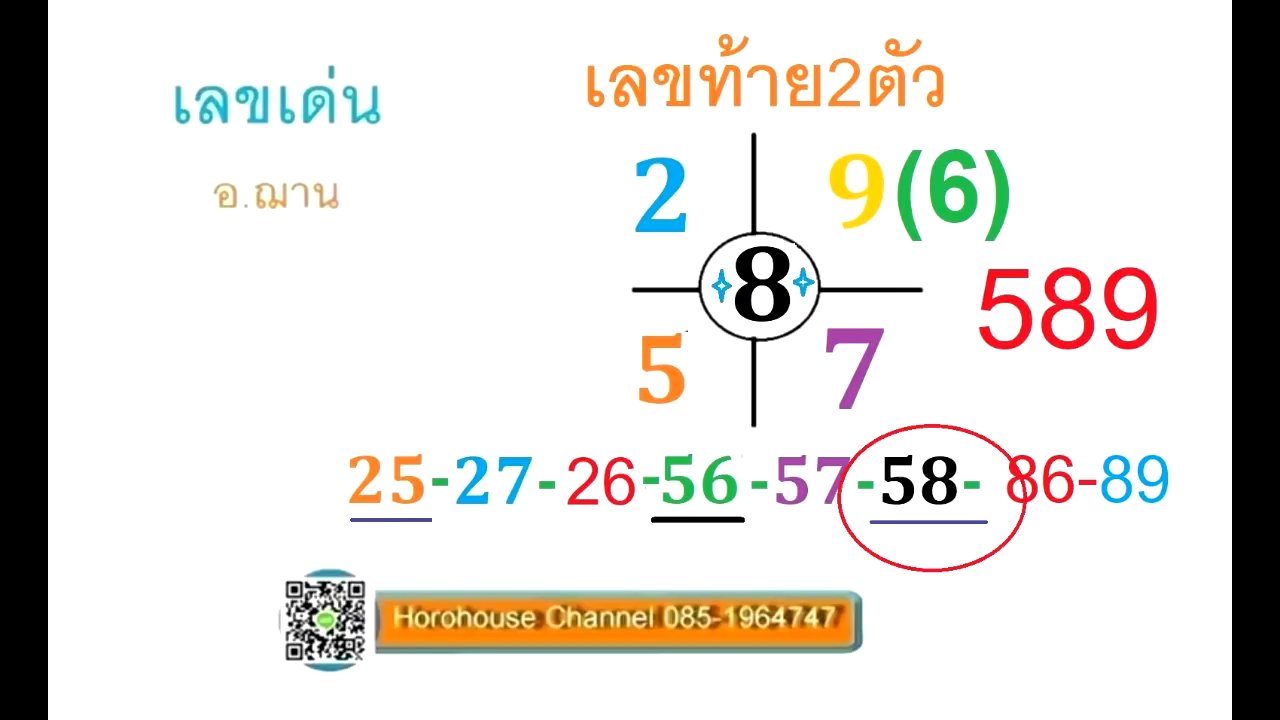 เลขเด่น
อ.ฌาน
เลขท้าย2ตัว
2 9(6)
8
589
5 7
25-27-26-56-57-58-86-89
Horohouse Channel 085-1964747